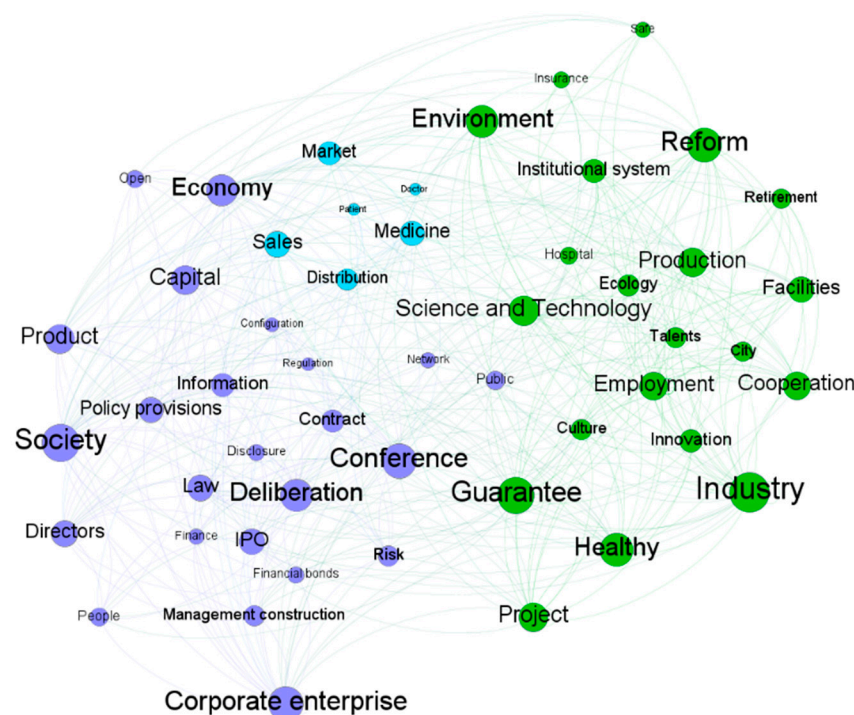 Safe
Insurance
Environment
Reform
Market
Institutional system
Open
Economy
Doctor
Retirement
Patient
Sales
Medicine
Hospital
Production
Capital
Distribution
Ecology
Facilities
Science and Technology
Configuration
Product
Talents
City
Regulation
Network
Information
Public
Employment
Cooperation
Policy provisions
Contract
Culture
Society
Innovation
Disclosure
Conference
Law
Deliberation
Guarantee
Industry
Directors
Finance
IPO
Risk
Healthy
Financial bonds
People
Management construction
Project
Corporate enterprise